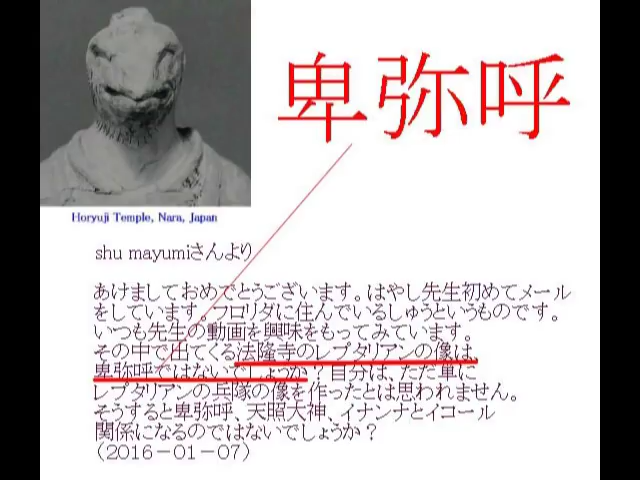 卑弥呼
Horyuji Temple, Nara, Japan
shu mayumiさんより
あけましておめでとうございます。はやし先生初めてメール
をしています。フロリダに住んでいるしゅうというものです。
いつも先生の動画を興味をもってみています。
その中で出てくる法隆寺のレプタリアンの像は、
卑弥呼ではないでしょうか？自分は、ただ単に
レプタリアンの兵隊の像を作ったとは思われません。
そうすると卑弥呼、天照大神、イナンナとイコール
関係になるのではないでしょうか？
（2016－01－07）